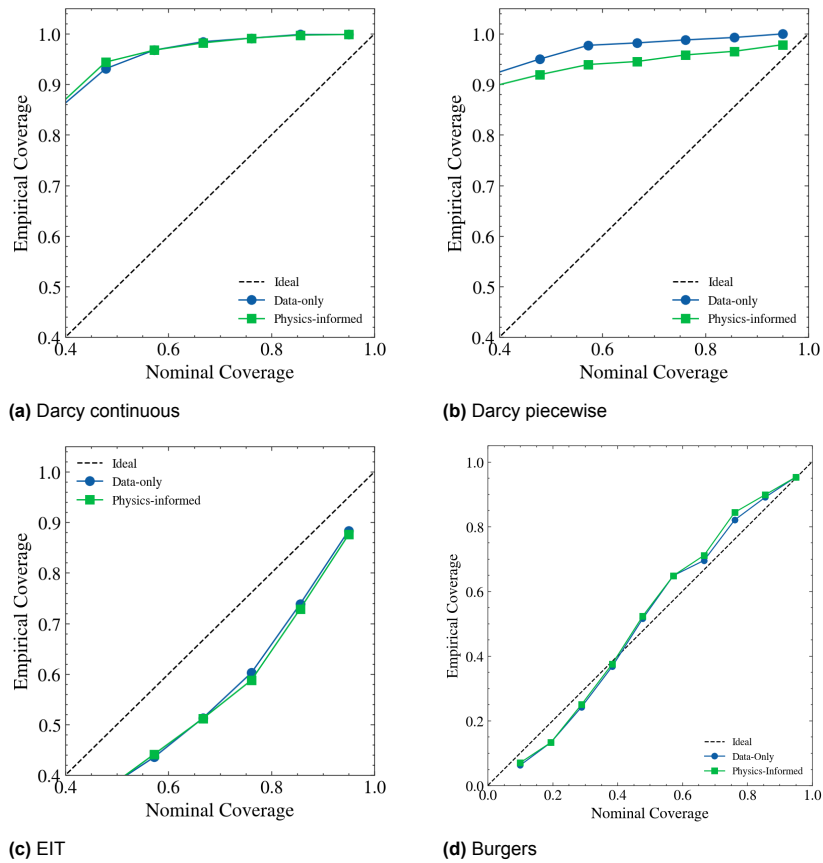 1.0
0.9
0.8
0.7
0.6
0.5
0.4
Empirical Coverage
Ideal
Data-only
Physics-informed
0.4
0.6
0.8
1.0
Nominal Coverage
(a) Darcy continuous
1.0
0.9
0.8
0.7
0.6
0.5
0.4
Empirical Coverage
Ideal
Data-only
Physics-informed
0.4
0.6
0.8
1.0
Nominal Coverage
(b) Darcy piecewise
1.0
0.9
0.8
0.7
0.6
0.5
0.4
Empirical Coverage
Ideal
Data-only
Physics-informed
0.4
0.6
0.8
1.0
Nominal Coverage
(c) EIT
1.0
0.8
0.6
0.4
0.2
0.0
Empirical Coverage
Ideal
Data-Only
Physics-Informed
0.0
0.2
0.4
0.6
0.8
1.0
Nominal Coverage
(d) Burgers